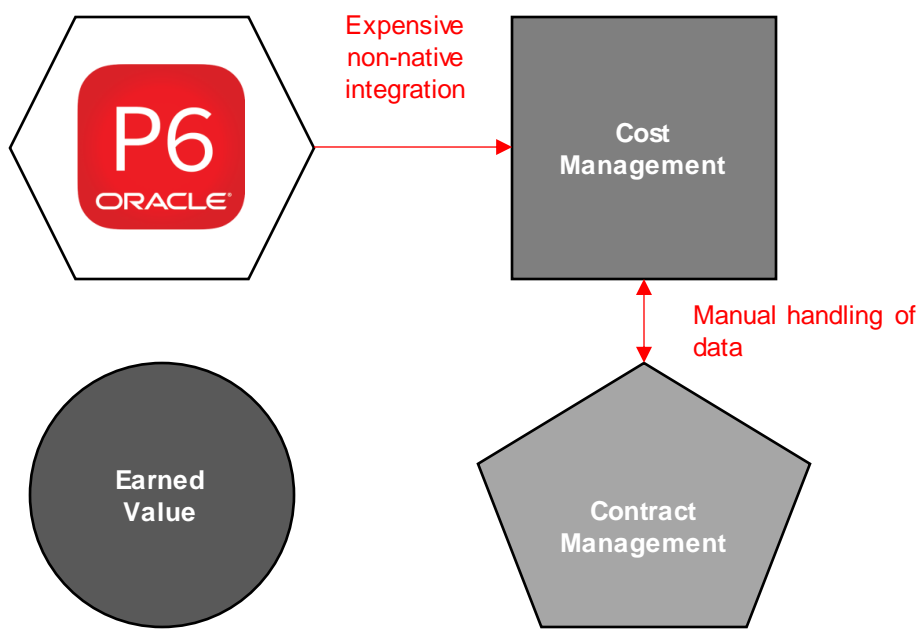 Expensive
non-native
integration
P6
ORACLE®
Cost
Management
Manual handling of
data
Earned
Value
Contract
Management